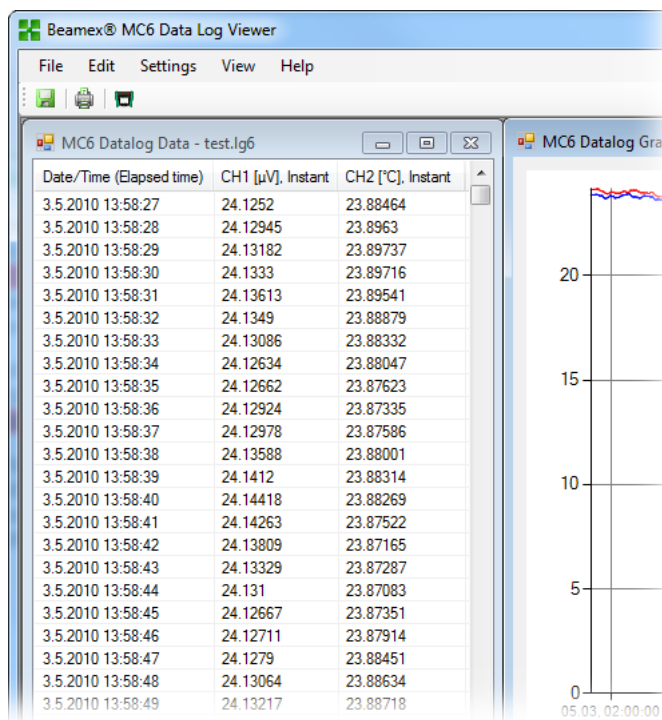 Beamex® MC6 Data Log Viewer
File Edit Settings View Help
MC6 Datalog Data - test.lg6
Date/Time (Elapsed time) CH1 [µV], Instant CH2 [°C], Instant
3.5.2010 13:58:27 24.1252 23.88464
3.5.2010 13:58:28 24.12945 23.8963
3.5.2010 13:58:29 24.13182 23.89737
3.5.2010 13:58:30 24.1333 23.89716
3.5.2010 13:58:31 24.13613 23.89541
3.5.2010 13:58:32 24.1349 23.88879
3.5.2010 13:58:33 24.13086 23.88332
3.5.2010 13:58:34 24.12634 23.88047
3.5.2010 13:58:35 24.12662 23.87623
3.5.2010 13:58:36 24.12924 23.87335
3.5.2010 13:58:37 24.12978 23.87586
3.5.2010 13:58:38 24.13588 23.88001
3.5.2010 13:58:39 24.1412 23.88314
3.5.2010 13:58:40 24.14418 23.88269
3.5.2010 13:58:41 24.14263 23.87522
3.5.2010 13:58:42 24.13809 23.87165
3.5.2010 13:58:43 24.13329 23.87287
3.5.2010 13:58:44 24.131 23.87083
3.5.2010 13:58:45 24.12667 23.87351
3.5.2010 13:58:46 24.12711 23.87914
3.5.2010 13:58:47 24.1279 23.88451
3.5.2010 13:58:48 24.13064 23.88634
3.5.2010 13:58:49 24.13217 23.88718
MC6 Datalog Gra
20
15
10
5
0
05.03, 02:00:00